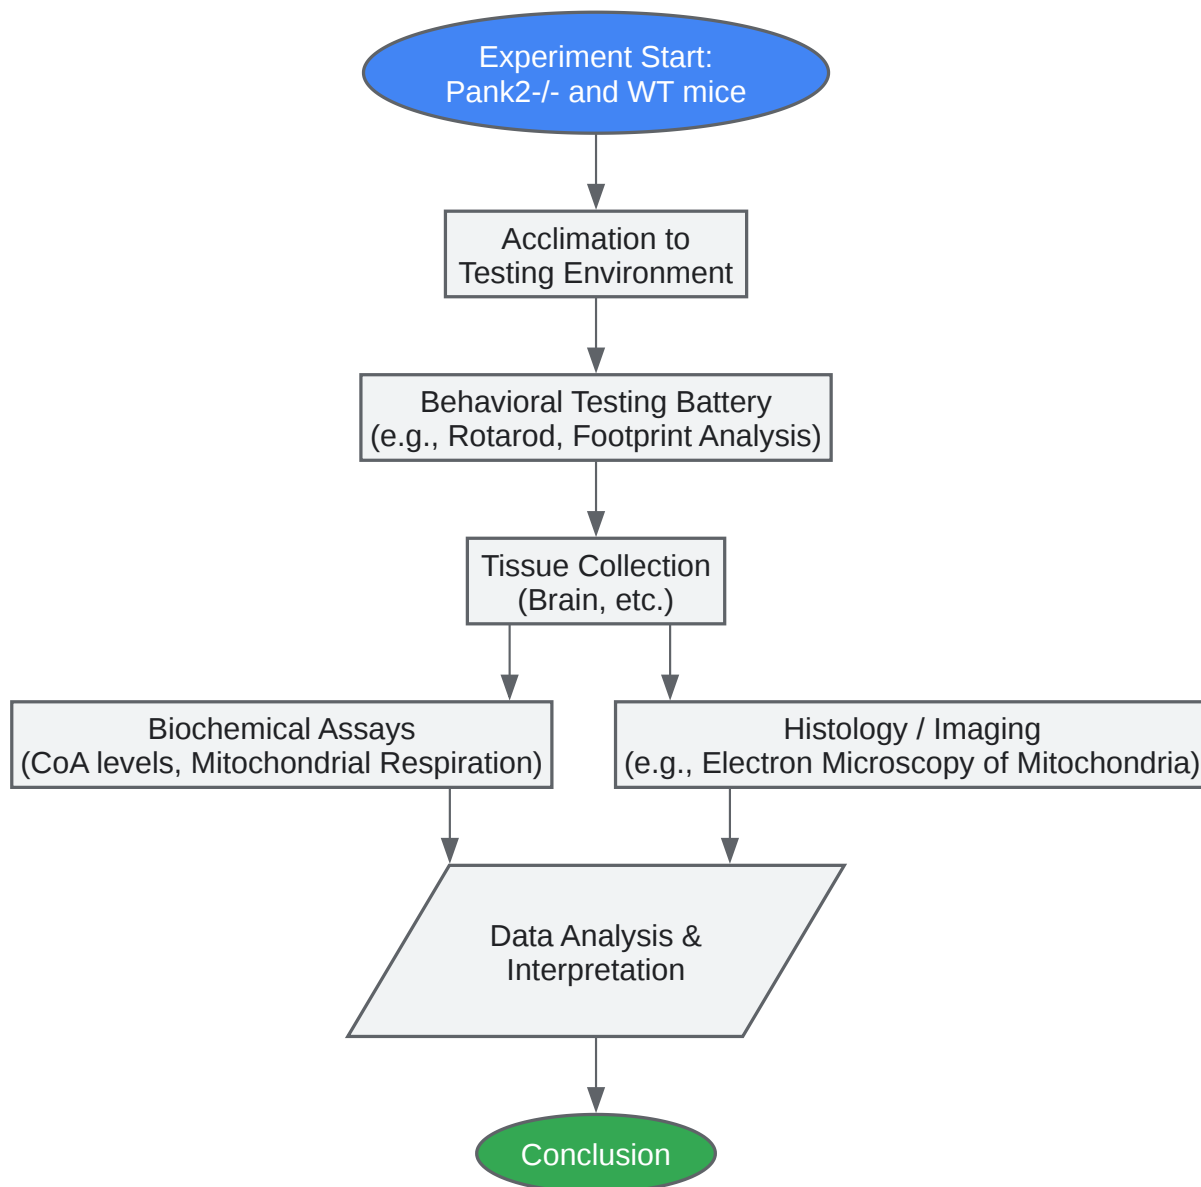 Experiment Start:
Pank2-/- and WT mice
Acclimation to
Testing Environment
Behavioral Testing Battery
(e.g., Rotarod, Footprint Analysis)
Tissue Collection
(Brain, etc.)
Biochemical Assays
(CoA levels, Mitochondrial Respiration)
Histology / Imaging
(e.g., Electron Microscopy of Mitochondria)
Data Analysis &
Interpretation
Conclusion